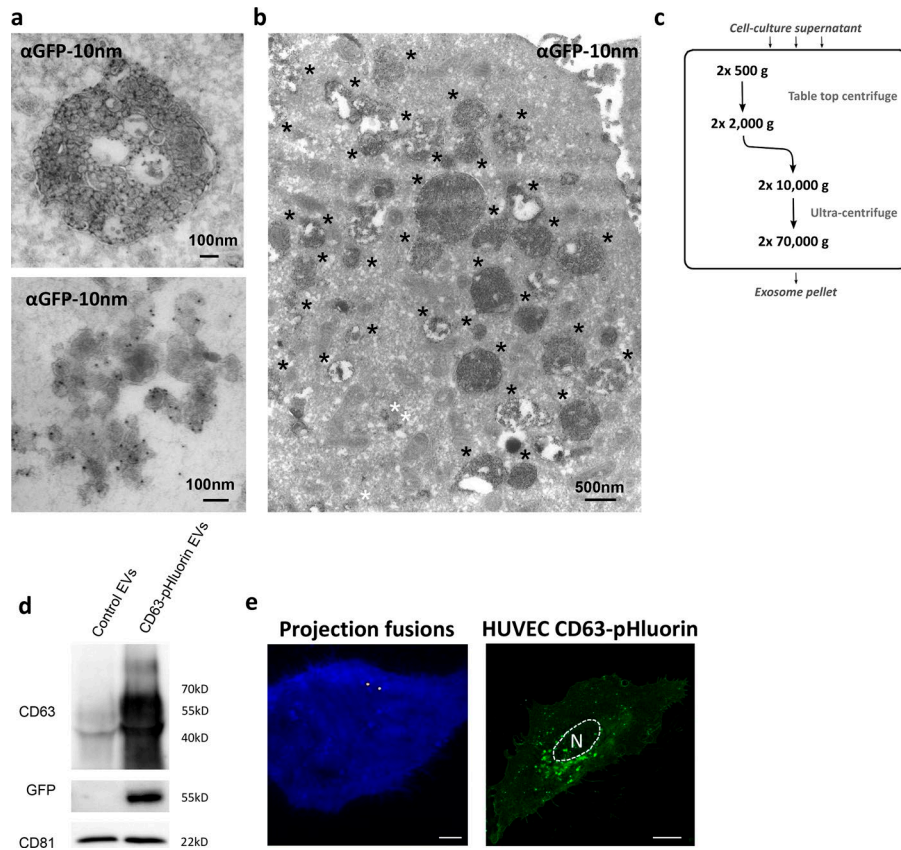 a
αGFP-10nm
100nm
αGFP-10nm
100nm
b
αGFP-10nm
500nm
c
Cell-culture supernatant
2x 500 g
Table top centrifuge
2x 2,000 g
2x 10,000 g
Ultra-centrifuge
2x 70,000 g
Exosome pellet
d
Control EVs
CD63-pHluorin EVs
CD63
70kD
55kD
40kD
GFP
55kD
CD81
22kD
e
Projection fusions
HUVEC CD63-pHluorin
N